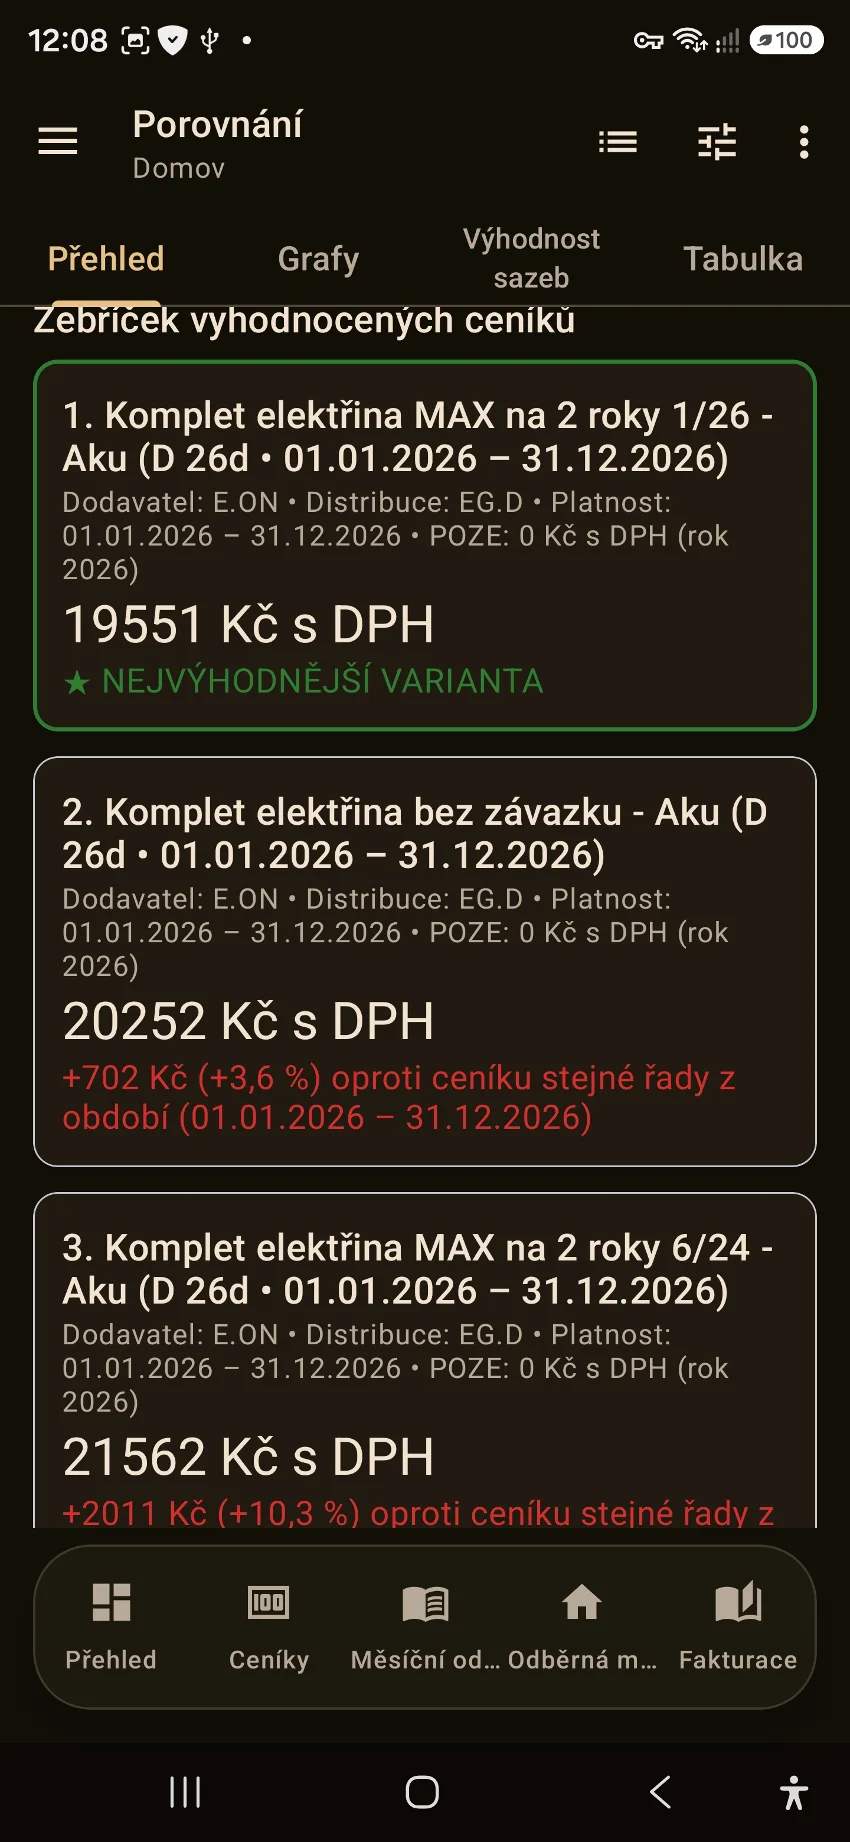 12:08
100
Porovnání
Domov
Přehled
Grafy
Výhodnost
sazeb
Tabulka
Žebříček vyhodnocených ceníků
1. Komplet elektřina MAX na 2 roky 1/26 -
Aku (D 26d • 01.01.2026 – 31.12.2026)
Dodavatel: E.ON • Distribuce: EG.D • Platnost:
01.01.2026 – 31.12.2026 • POZE: 0 Kč s DPH (rok
2026)
19551 Kč s DPH
★ NEJVÝHODNĚJŠÍ VARIANTA
2. Komplet elektřina bez závazku - Aku (D
26d • 01.01.2026 – 31.12.2026)
Dodavatel: E.ON • Distribuce: EG.D • Platnost:
01.01.2026 – 31.12.2026 • POZE: 0 Kč s DPH (rok
2026)
20252 Kč s DPH
+702 Kč (+3,6 %) oproti ceníku stejné řady z
období (01.01.2026 – 31.12.2026)
3. Komplet elektřina MAX na 2 roky 6/24 -
Aku (D 26d • 01.01.2026 – 31.12.2026)
Dodavatel: E.ON • Distribuce: EG.D • Platnost:
01.01.2026 – 31.12.2026 • POZE: 0 Kč s DPH (rok
2026)
21562 Kč s DPH
+2011 Kč (+10,3 %) oproti ceníku stejné řady z
100
Přehled
Ceníky
Měsíční od...
Odběrná m...
Fakturace